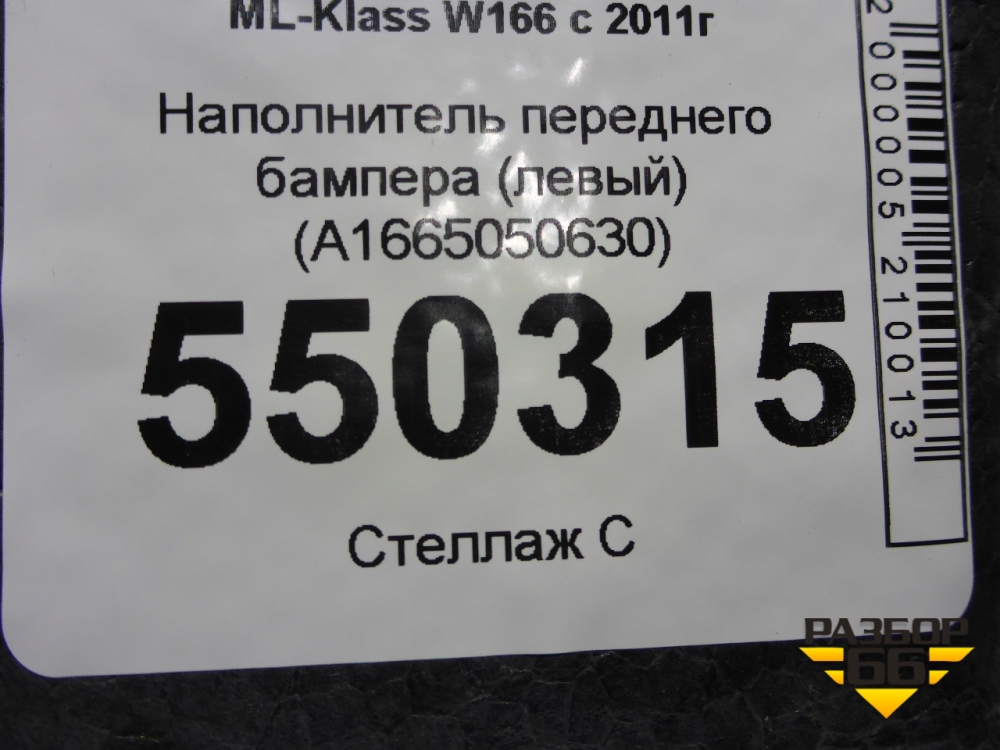 ML-Klass W166 с 2011г
Наполнитель переднего
бампера (левый)
(A1665050630)
550315
Стеллаж С
2000005210013
РАЗБОР
66